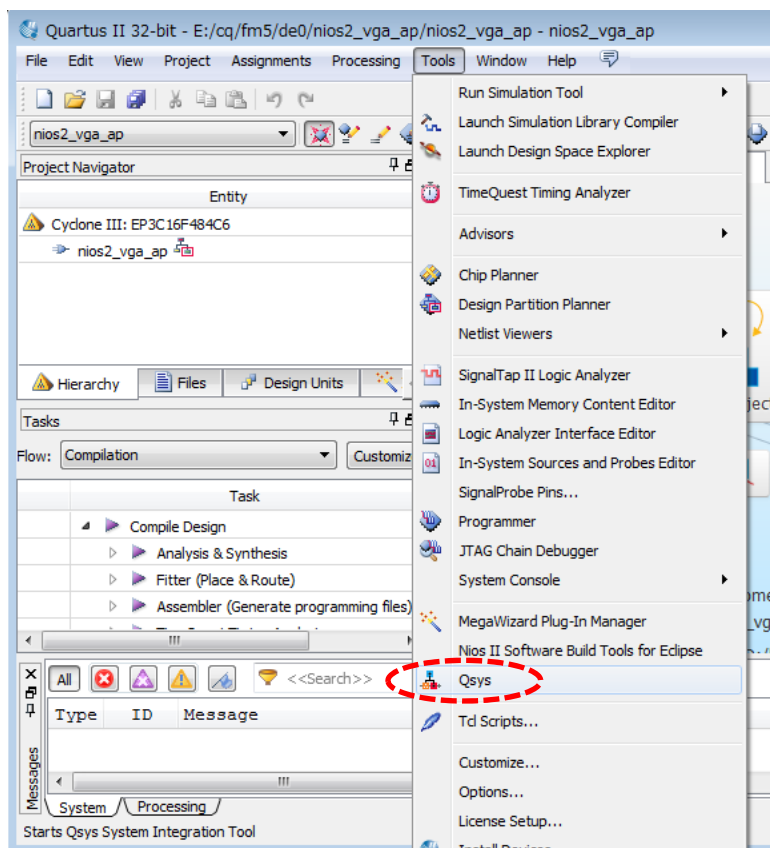 Quartus II 32-bit - E:/cq/fm5/de0/nios2_vga_ap/nios2_vga_ap - nios2_vga_ap
File Edit View Project Assignments Processing Tools Window Help
nios2_vga_ap
Project Navigator
Entity
Cyclone III: EP3C16F484C6
nios2_vga_ap
Hierarchy Files Design Units
Tasks
Flow: Compilation Customiz
Task
Compile Design
Analysis & Synthesis
Fitter (Place & Route)
Assembler (Generate programming files)
Run Simulation Tool
Launch Simulation Library Compiler
Launch Design Space Explorer
TimeQuest Timing Analyzer
Advisors
Chip Planner
Design Partition Planner
Netlist Viewers
SignalTap II Logic Analyzer
In-System Memory Content Editor
Logic Analyzer Interface Editor
In-System Sources and Probes Editor
SignalProbe Pins...
Programmer
JTAG Chain Debugger
System Console
MegaWizard Plug-In Manager
Nios II Software Build Tools for Eclipse
Qsys
Tcl Scripts...
Customize...
Options...
License Setup...
All <<Search>>
Type ID Message
Messages
System Processing
Starts Qsys System Integration Tool